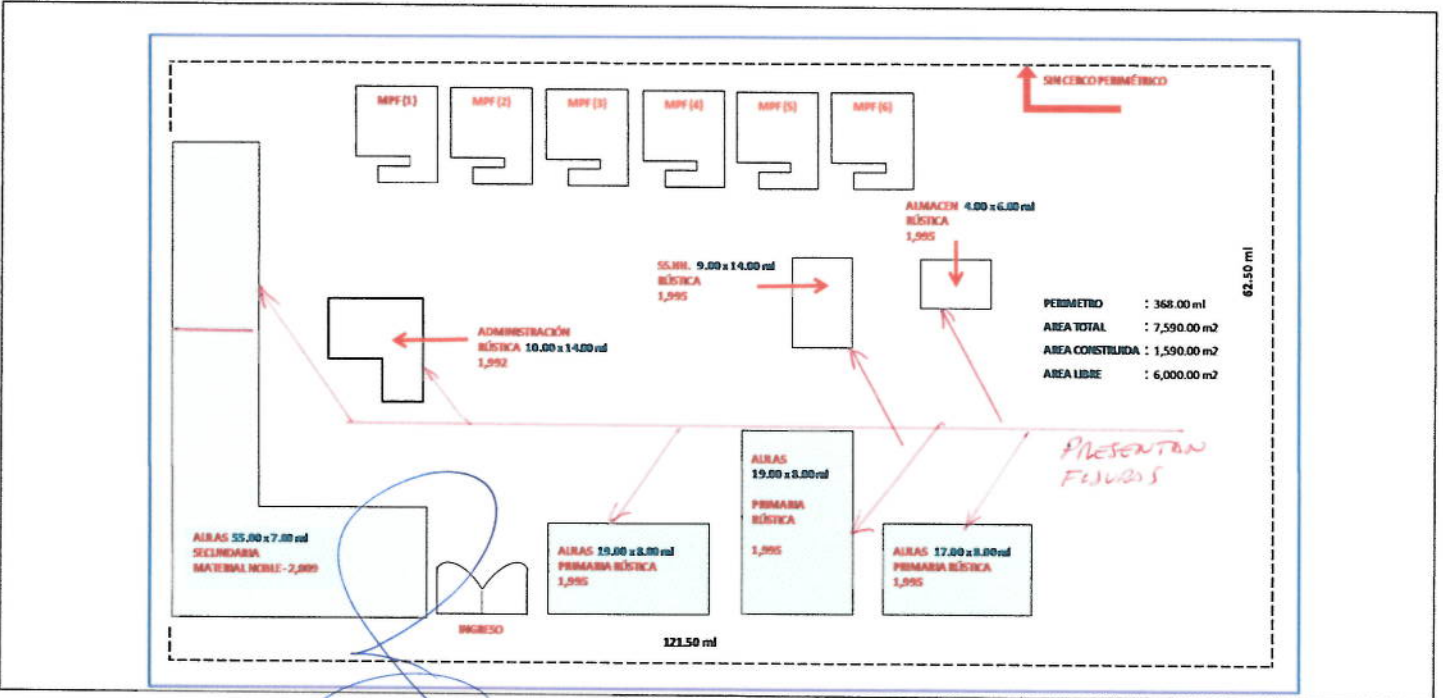 MPF (1)
MPF (2)
MPF (3)
MPF (4)
MPF (5)
MPF (6)
SIN CERCO PERIMÉTRICO
ALMACEN 4.00 x 6.00 ml
RÚSTICA
1,995
SS.HH. 9.00 x 14.00 ml
RÚSTICA
1,995
62.50 ml
ADMINISTRACIÓN
RÚSTICA 10.00 x 14.00 ml
1,992
PERIMETRO : 368.00 ml
AREA TOTAL : 7,590.00 m2
AREA CONSTRUIDA : 1,590.00 m2
AREA LIBRE : 6,000.00 m2
PRESENTAN
FISURAS
AULAS
19.00 x 8.00 ml
PRIMARIA
RÚSTICA
1,995
AULAS 55.00 x 7.00 ml
SECUNDARIA
MATERIAL NOBLE - 2,009
AULAS 19.00 x 8.00 ml
PRIMARIA RÚSTICA
1,995
AULAS 17.00 x 8.00 ml
PRIMARIA RÚSTICA
1,995
INGRESO
121.50 ml